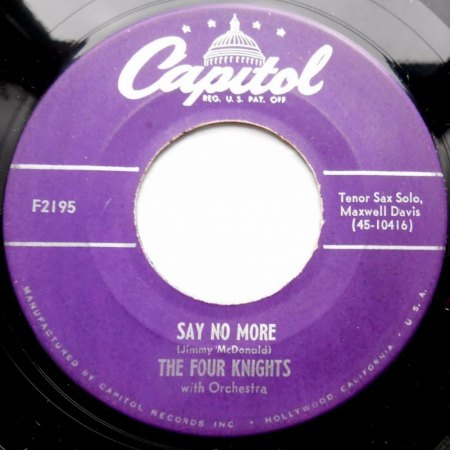 Capitol
REG. U.S. PAT. OFF.
F2195
Tenor Sax Solo,
Maxwell Davis
(45-10416)
SAY NO MORE
(Jimmy McDonald)
THE FOUR KNIGHTS
with Orchestra
MANUFACTURED BY CAPITOL RECORDS INC • HOLLYWOOD, CALIFORNIA, U.S.A.